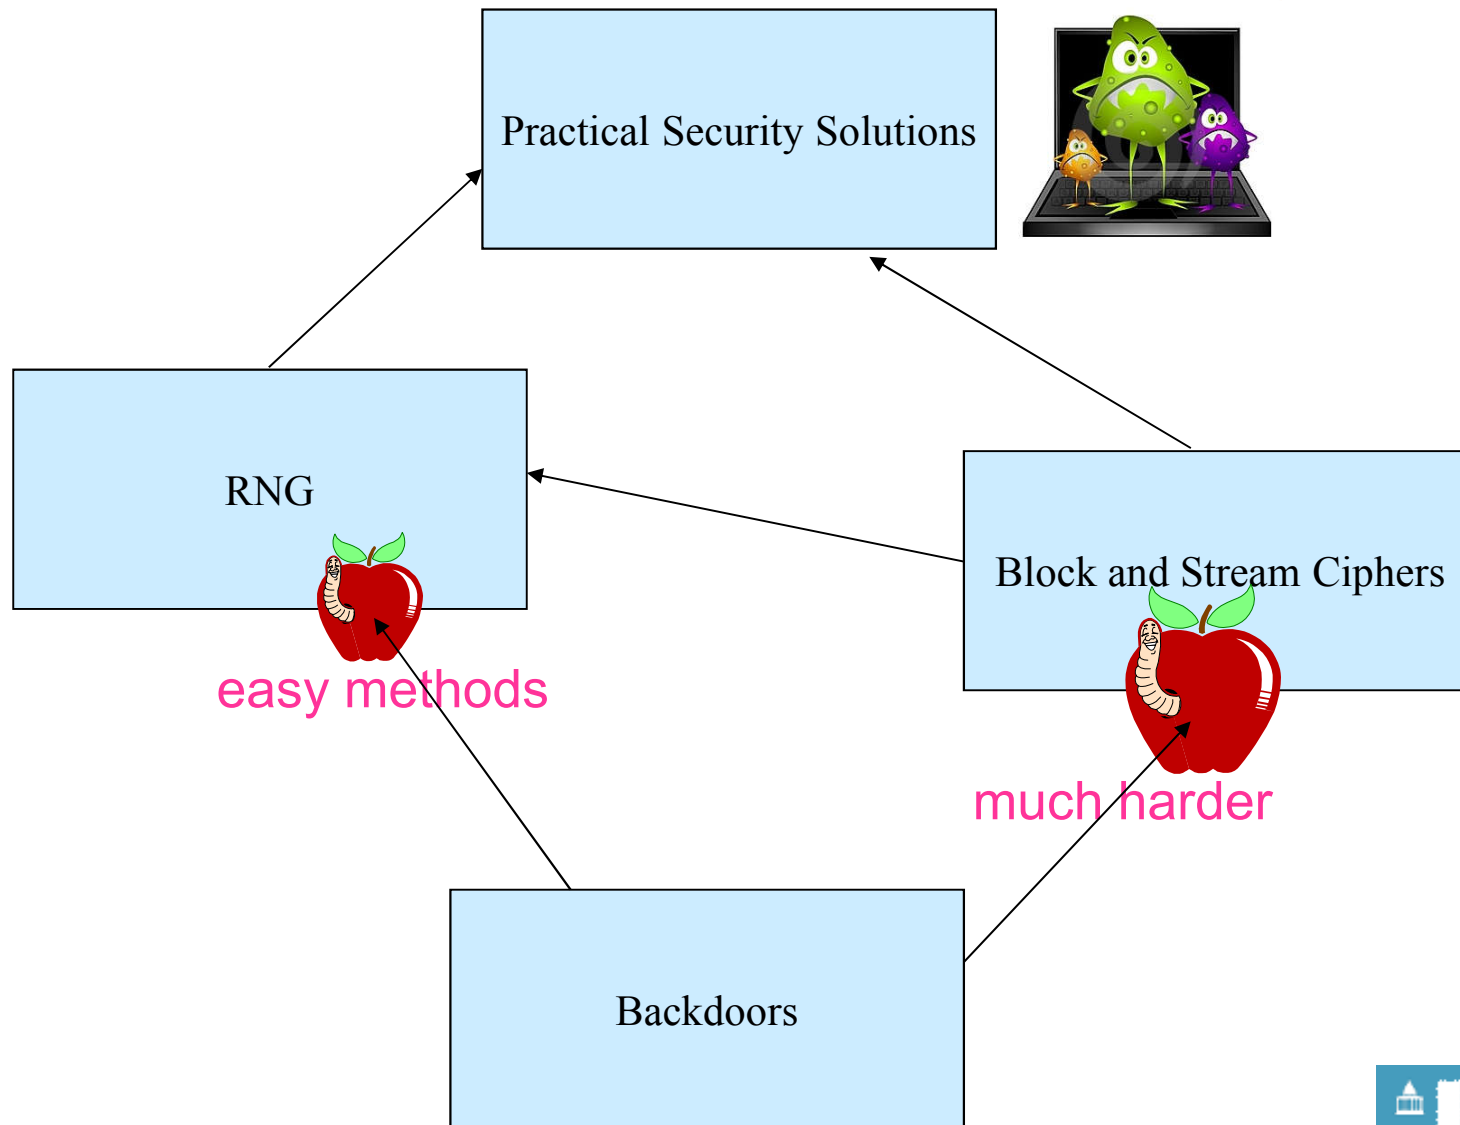 Practical Security Solutions
RNG
Block and Stream Ciphers
easy methods
much harder
Backdoors